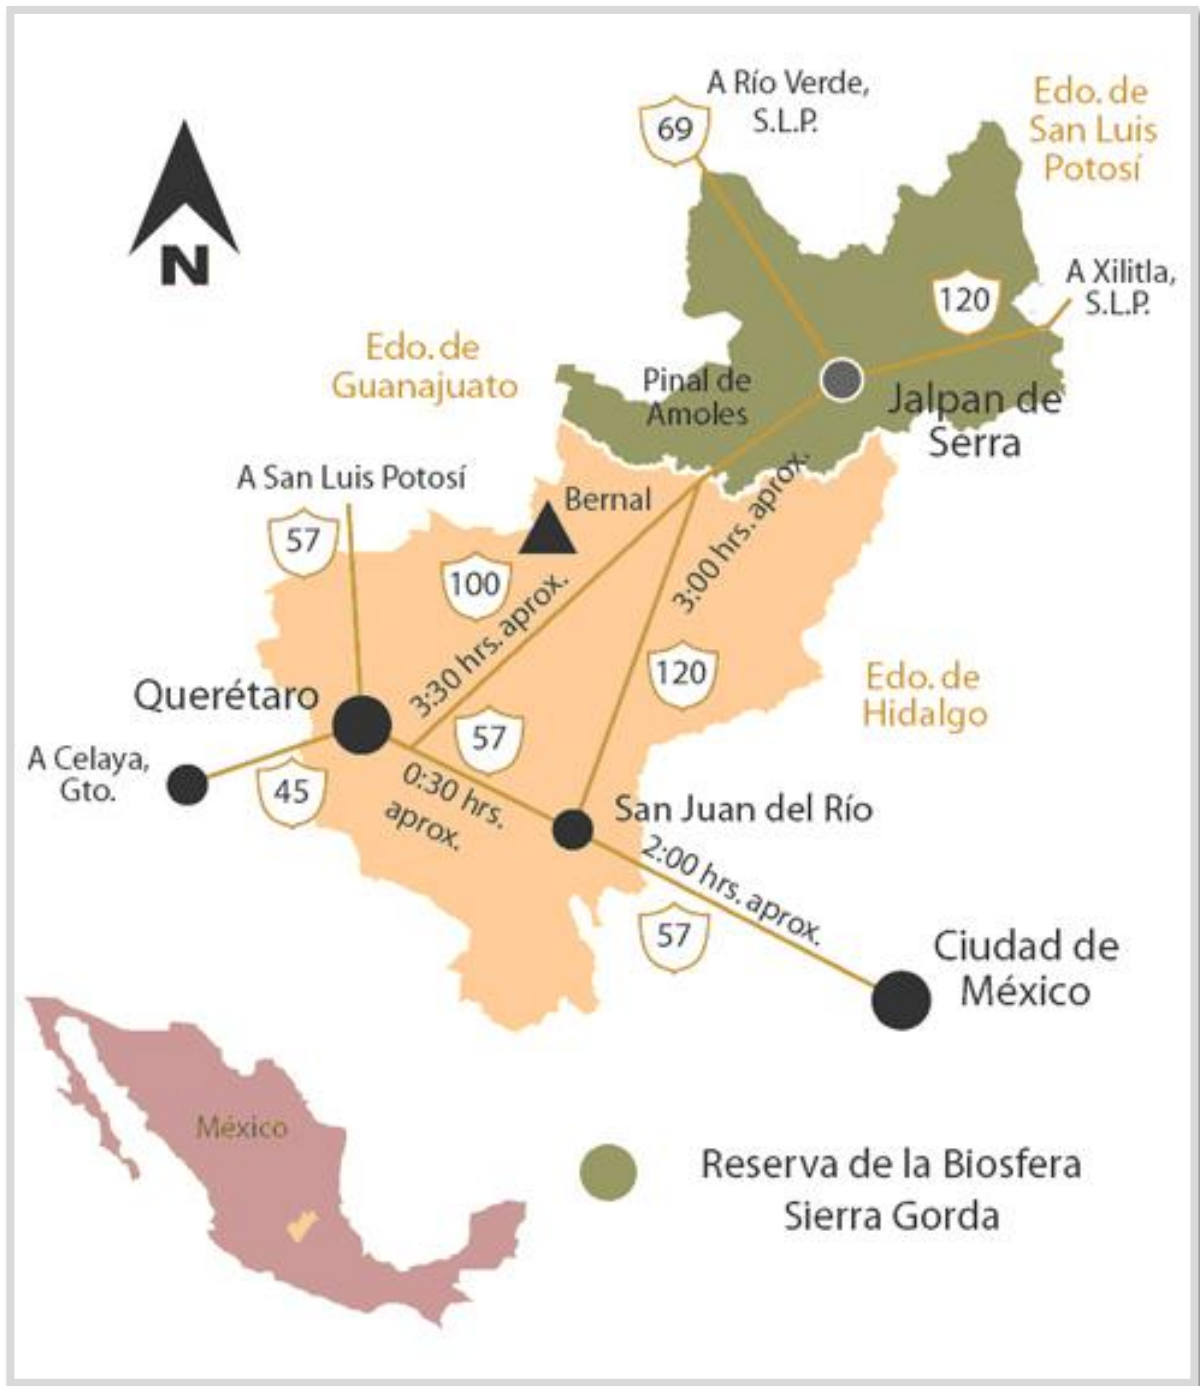 A Río Verde,
S.L.P.
69
Edo. de
San Luis
Potosí
N
A Xilitla,
S.L.P.
120
Edo. de
Guanajuato
Pinal de
Amoles
Jalpan de
Serra
A San Luis Potosí
57
Bernal
100
3:30 hrs. aprox.
3:00 hrs. aprox.
120
Querétaro
57
Edo. de
Hidalgo
A Celaya,
Gto.
45
0:30 hrs.
aprox.
San Juan del Río
2:00 hrs. aprox.
57
Ciudad de
México
México
Reserva de la Biosfera
Sierra Gorda